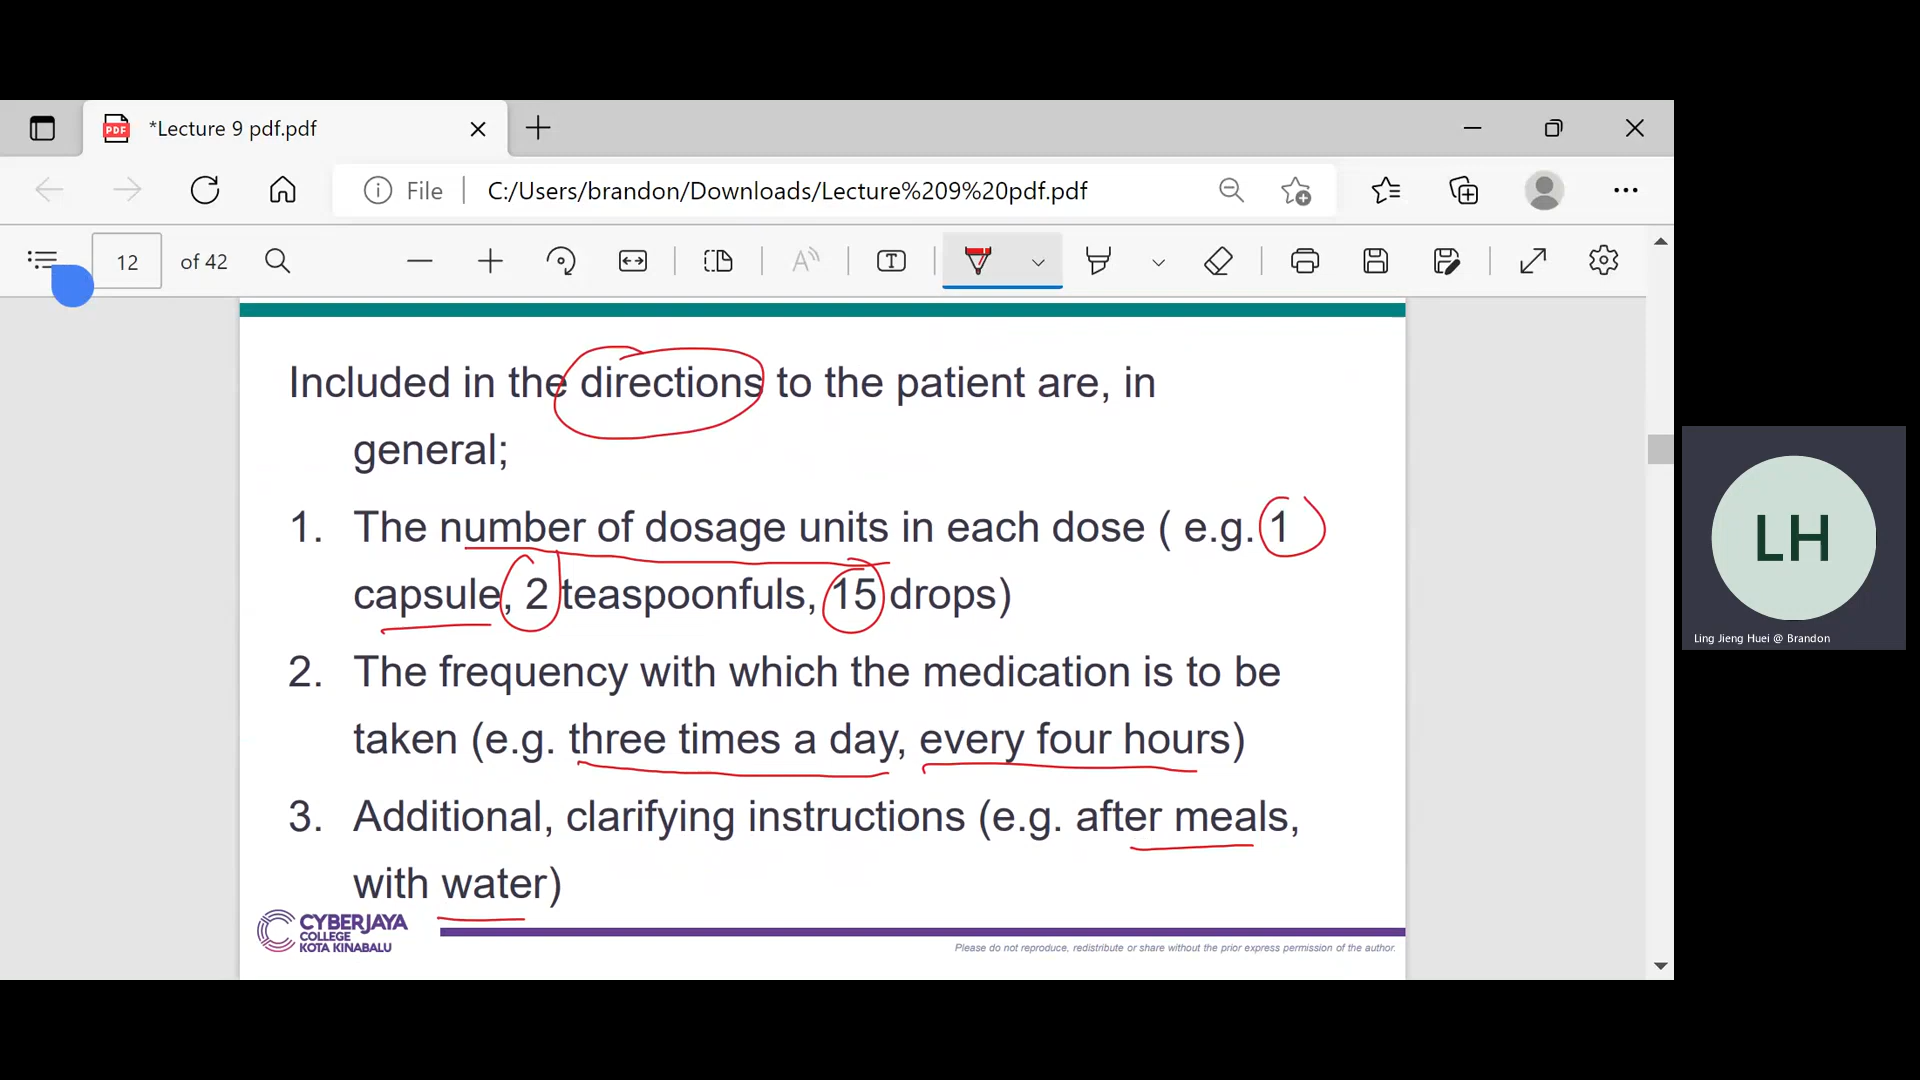 *Lecture 9 pdf.pdf
File
C:/Users/brandon/Downloads/Lecture%209%20pdf.pdf
12 of 42
Included in the directions to the patient are, in
general;
1. The number of dosage units in each dose ( e.g. 1
capsule, 2 teaspoonfuls, 15 drops)
2. The frequency with which the medication is to be
taken (e.g. three times a day, every four hours)
3. Additional, clarifying instructions (e.g. after meals,
with water)
CYBERJAYA
COLLEGE
KOTA KINABALU
Please do not reproduce, redistribute or share without the prior express permission of the author.
LH
Ling Jieng Huei @ Brandon